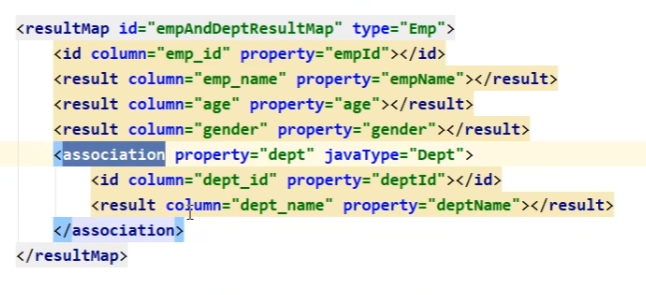 <resultMap id="empAndDeptResultMap" type="Emp">
<id column="emp_id" property="empId"></id>
<result column="emp_name" property="empName"></result>
<result column="age" property="age"></result>
<result column="gender" property="gender"></result>
<association property="dept" javaType="Dept">
<id column="dept_id" property="deptId"></id>
<result column="dept_name" property="deptName"></result>
</association>
</resultMap>